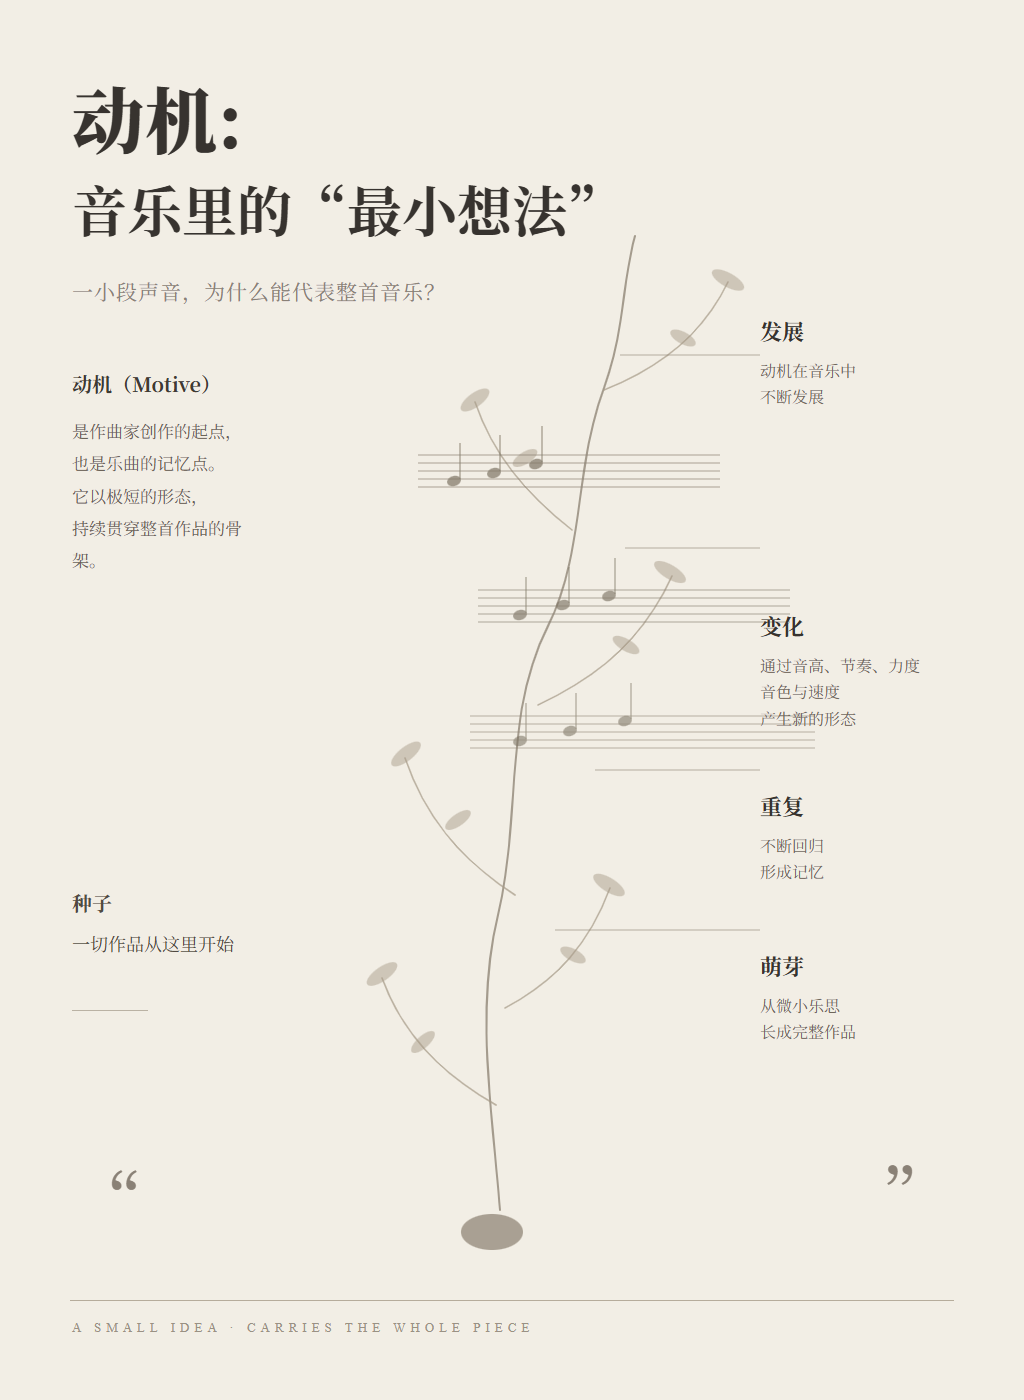 动机:
音乐里的“最小想法”
一小段声音，为什么能代表整首音乐？
动机（Motive）
是作曲家创作的起点，
也是乐曲的记忆点。
它以极短的形态，
持续贯穿整首作品的骨
架。
发展
动机在音乐中
不断发展
变化
通过音高、节奏、力度
音色与速度
产生新的形态
重复
不断回归
形成记忆
种子
一切作品从这里开始
萌芽
从微小乐思
长成完整作品
“ ”
A SMALL IDEA · CARRIES THE WHOLE PIECE